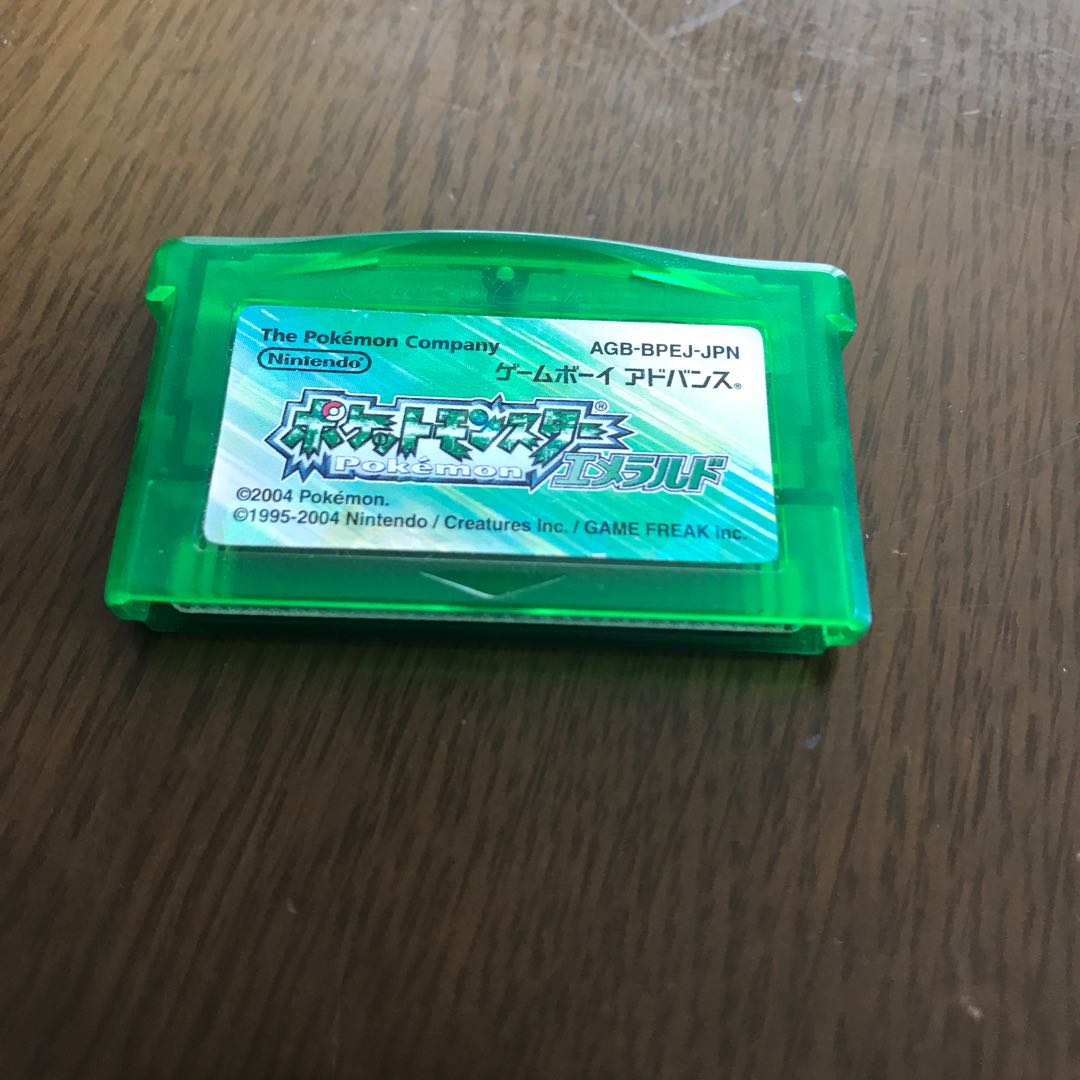 The Pokémon Company
Nintendo®
AGB-BPEJ-JPN
ゲームボーイ アドバンス®
ポケットモンスター®
Pokémon
エメラルド
©2004 Pokémon.
©1995-2004 Nintendo / Creatures Inc. / GAME FREAK inc.